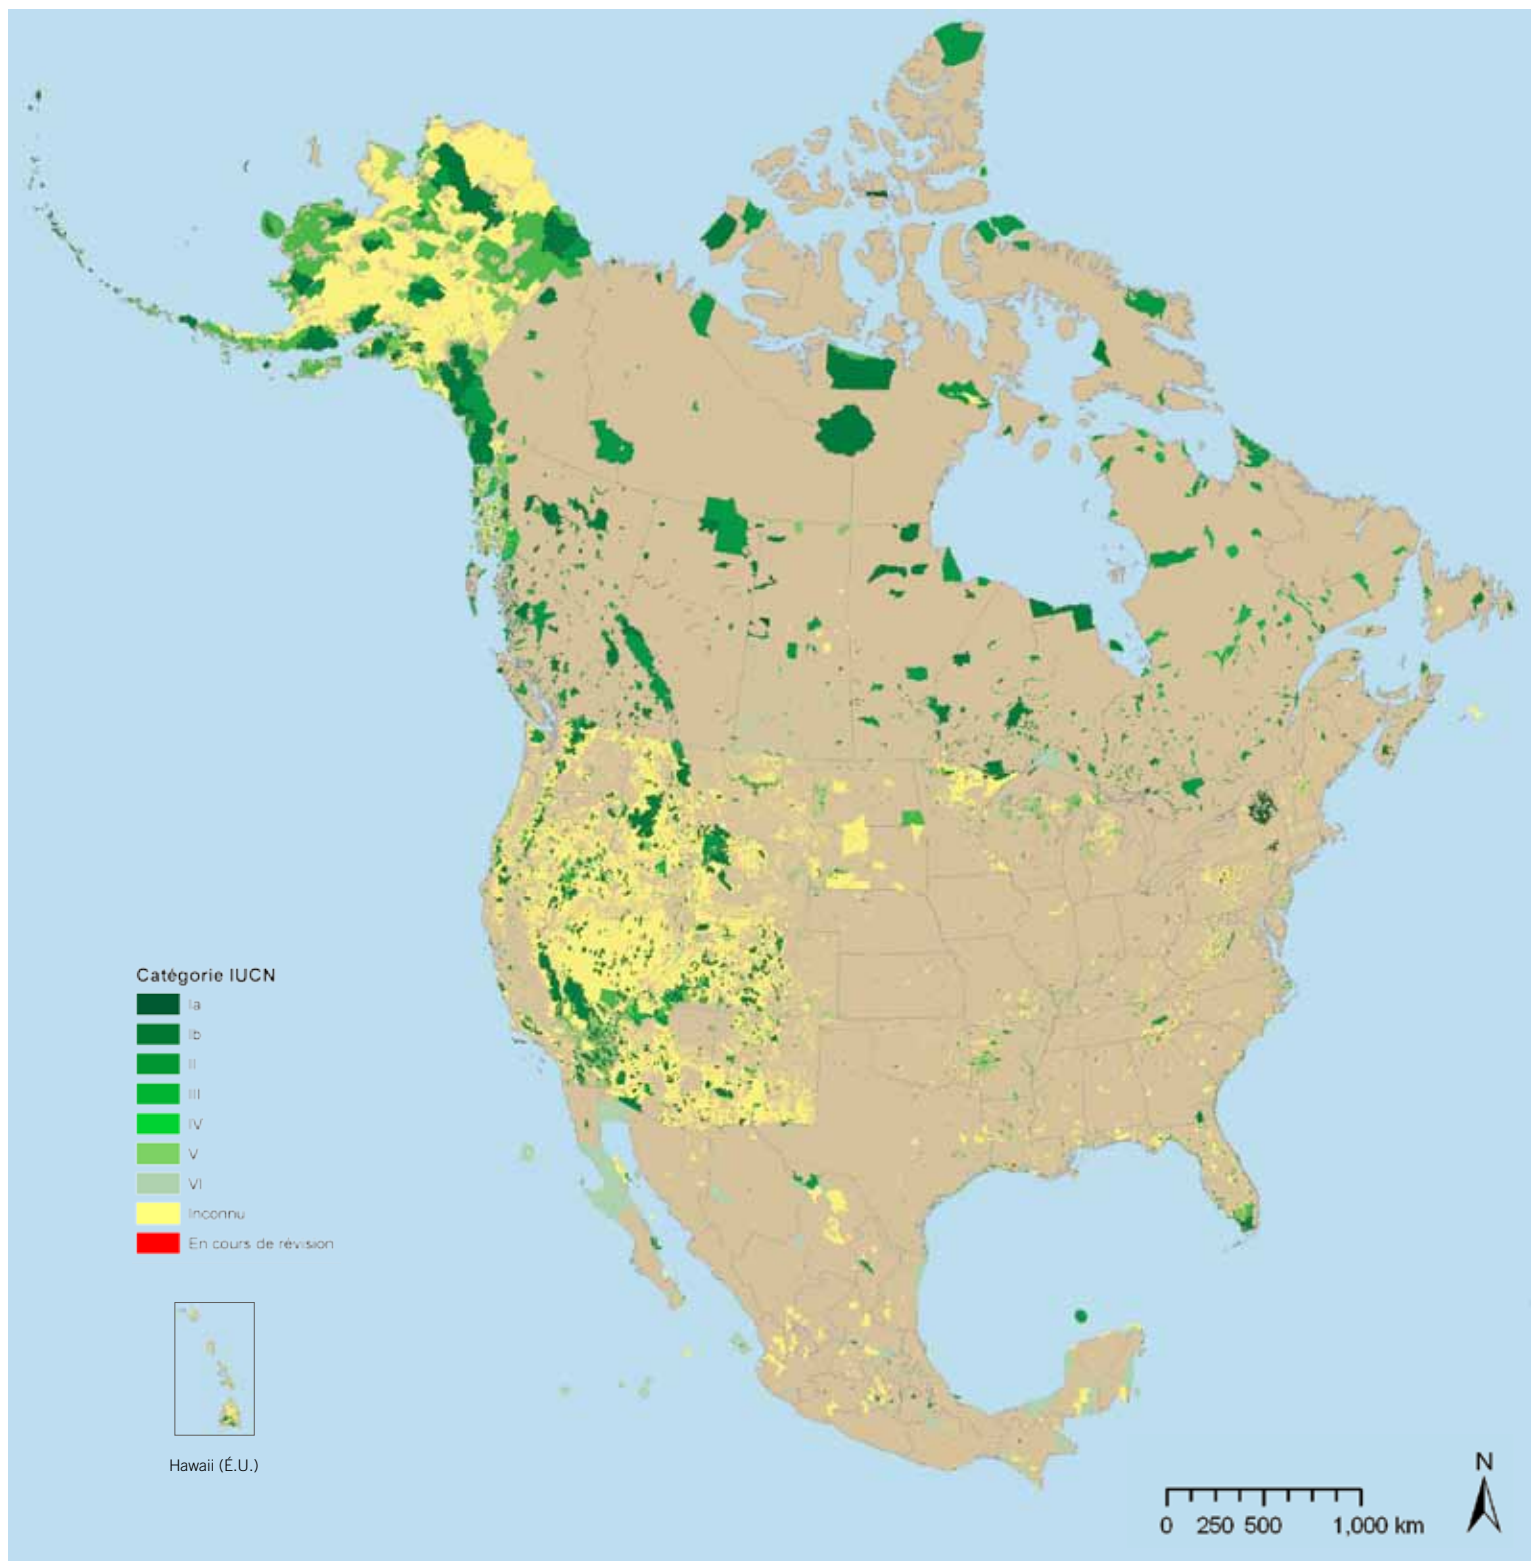 Catégorie IUCN
Ia
Ib
II
III
IV
V
VI
Inconnu
En cours de révision
Hawaii (É.U.)
N
0 250 500 1,000 km